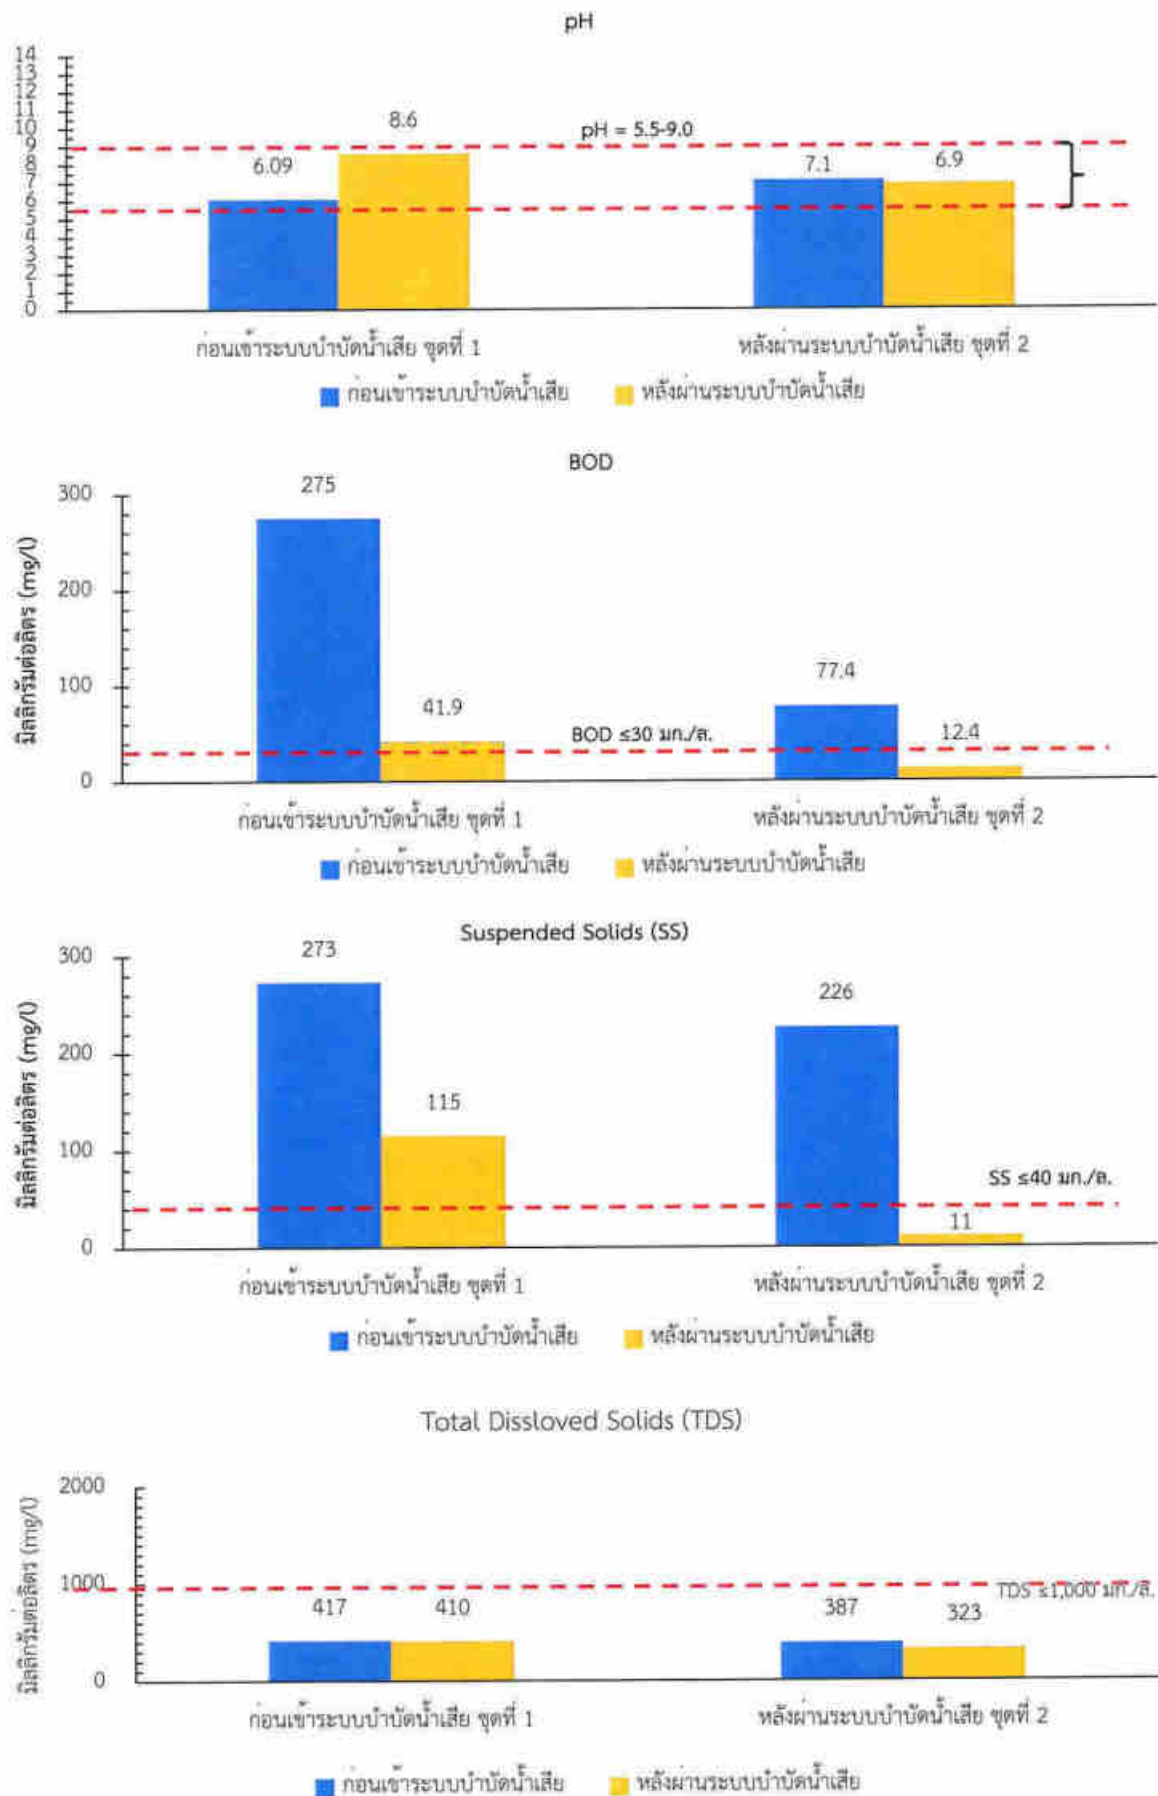 pH
14
13
12
11
10
9
8
7
6
5
4
3
2
1
0
6.09
8.6
pH = 5.5-9.0
7.1
6.9
ก่อนเข้าระบบบำบัดน้ำเสีย ชุดที่ 1
หลังผ่านระบบบำบัดน้ำเสีย ชุดที่ 2
ก่อนเข้าระบบบำบัดน้ำเสีย
หลังผ่านระบบบำบัดน้ำเสีย
BOD
มิลลิกรัมต่อลิตร (mg/l)
300
200
100
0
275
41.9
BOD ≤30 มก./ล.
77.4
12.4
ก่อนเข้าระบบบำบัดน้ำเสีย ชุดที่ 1
หลังผ่านระบบบำบัดน้ำเสีย ชุดที่ 2
ก่อนเข้าระบบบำบัดน้ำเสีย
หลังผ่านระบบบำบัดน้ำเสีย
Suspended Solids (SS)
มิลลิกรัมต่อลิตร (mg/l)
300
200
100
0
273
115
226
SS ≤40 มก./ล.
11
ก่อนเข้าระบบบำบัดน้ำเสีย ชุดที่ 1
หลังผ่านระบบบำบัดน้ำเสีย ชุดที่ 2
ก่อนเข้าระบบบำบัดน้ำเสีย
หลังผ่านระบบบำบัดน้ำเสีย
Total Dissloved Solids (TDS)
มิลลิกรัมต่อลิตร (mg/l)
2000
1000
0
417
410
387
323
TDS ≤1,000 มก./ล.
ก่อนเข้าระบบบำบัดน้ำเสีย ชุดที่ 1
หลังผ่านระบบบำบัดน้ำเสีย ชุดที่ 2
ก่อนเข้าระบบบำบัดน้ำเสีย
หลังผ่านระบบบำบัดน้ำเสีย